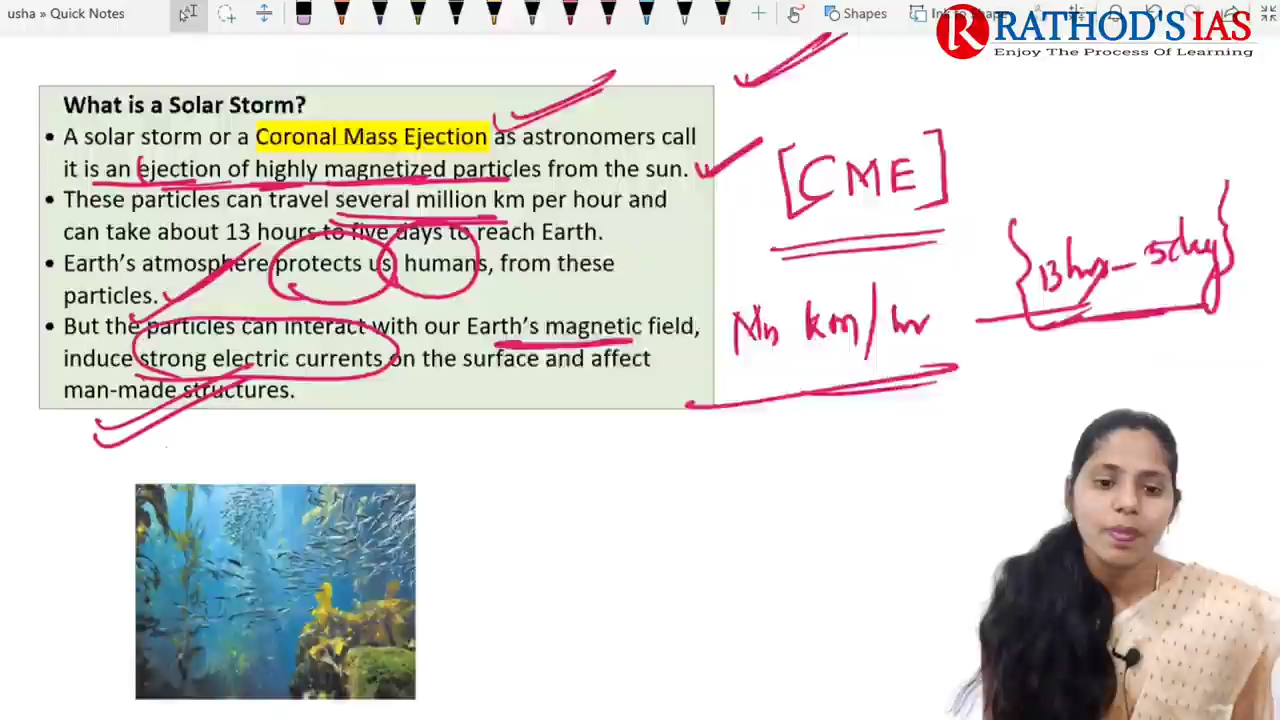 usha » Quick Notes
Shapes
RATHOD'S IAS
Enjoy The Process Of Learning
What is a Solar Storm?
• A solar storm or a Coronal Mass Ejection as astronomers call
it is an ejection of highly magnetized particles from the sun.
• These particles can travel several million km per hour and
can take about 13 hours to five days to reach Earth.
• Earth's atmosphere protects us, humans, from these
particles.
• But the particles can interact with our Earth's magnetic field,
induce strong electric currents on the surface and affect
man-made structures.
[CME]
Mn km/hr
{13 hrs - 5 day}